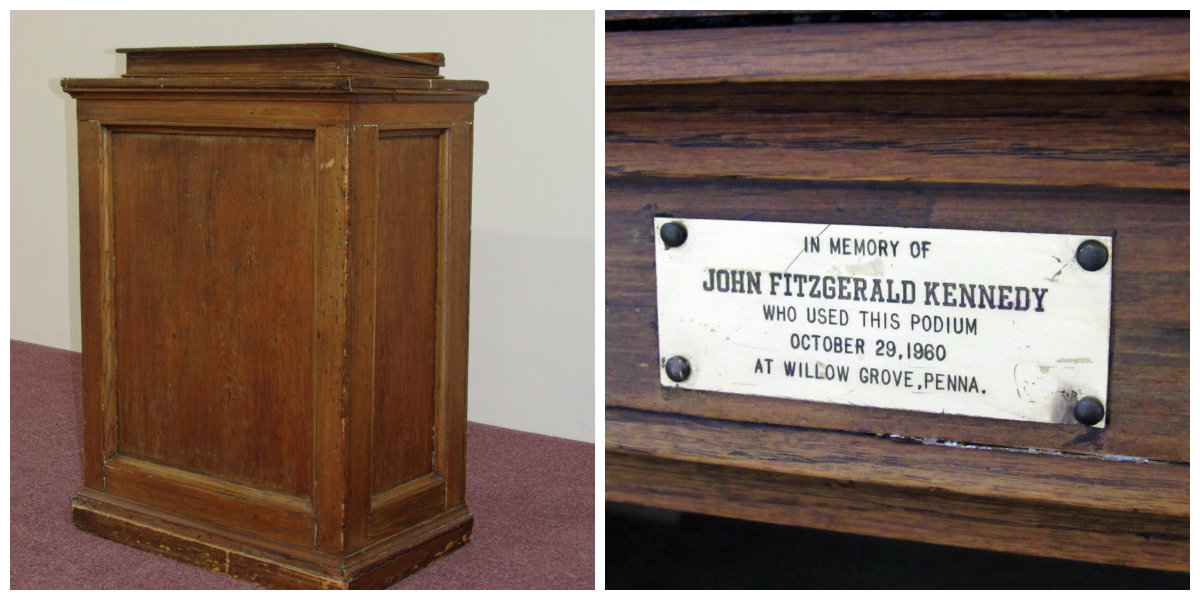 IN MEMORY OF
JOHN FITZGERALD KENNEDY
WHO USED THIS PODIUM
OCTOBER 29,1960
AT WILLOW GROVE,PENNA.